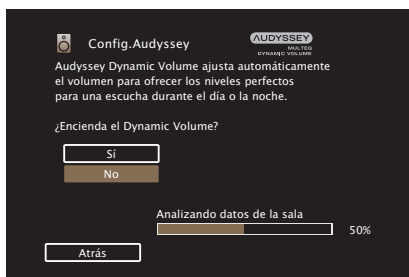 Config.Audyssey
AUDYSSEY
MULTEQ
DYNAMIC VOLUME
Audyssey Dynamic Volume ajusta automáticamente
el volumen para ofrecer los niveles perfectos
para una escucha durante el día o la noche.
¿Encienda el Dynamic Volume?
Sí
No
Analizando datos de la sala
50%
Atrás